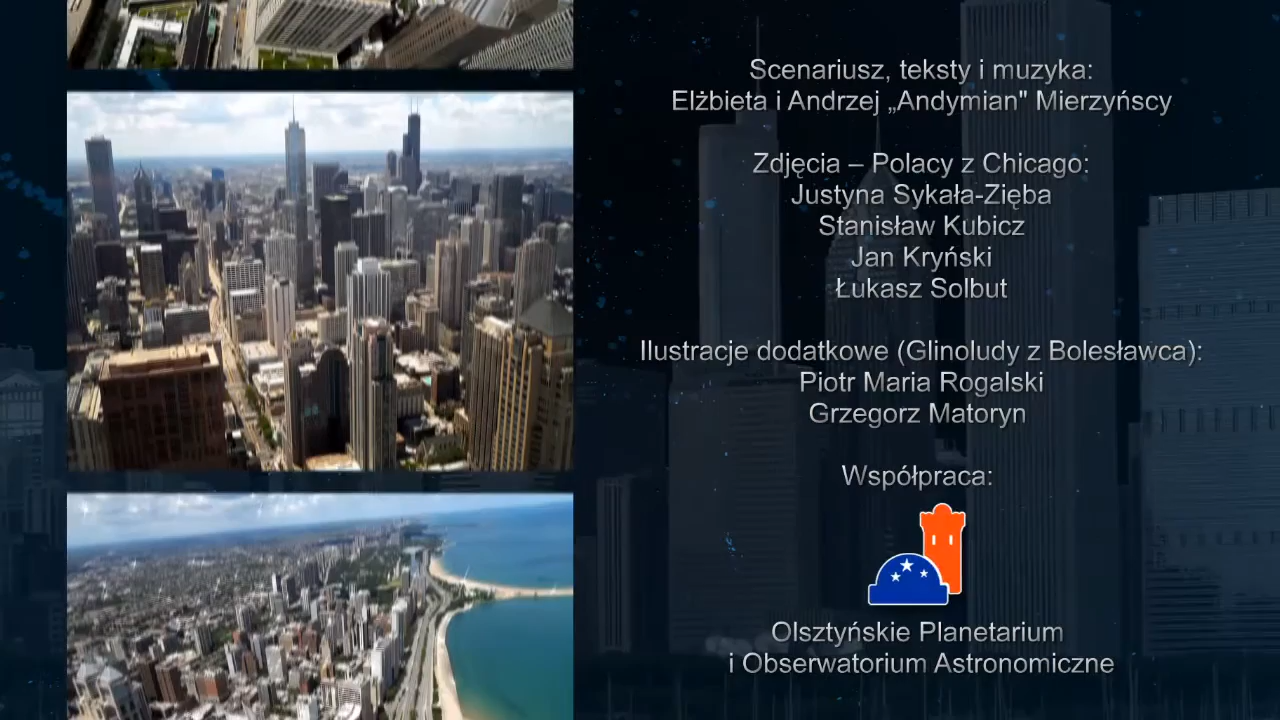 Scenariusz, teksty i muzyka:
Elżbieta i Andrzej „Andymian" Mierzyńscy
Zdjęcia – Polacy z Chicago:
Justyna Sykała-Zięba
Stanisław Kubicz
Jan Kryński
Łukasz Solbut
Ilustracje dodatkowe (Glinoludy z Bolesławca):
Piotr Maria Rogalski
Grzegorz Matoryn
Współpraca:
Olsztyńskie Planetarium
i Obserwatorium Astronomiczne